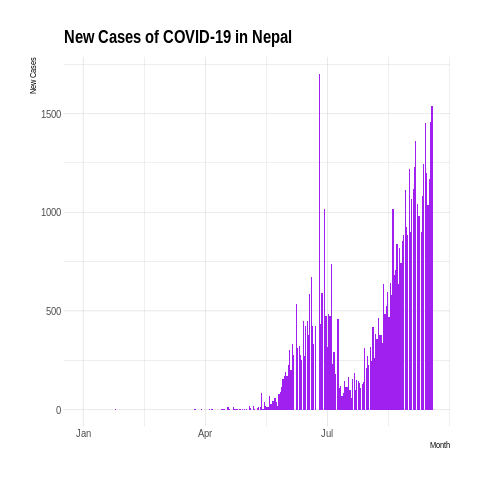 New Cases of COVID-19 in Nepal
New Cases
1500
1000
500
0
Jan Apr Jul
Month